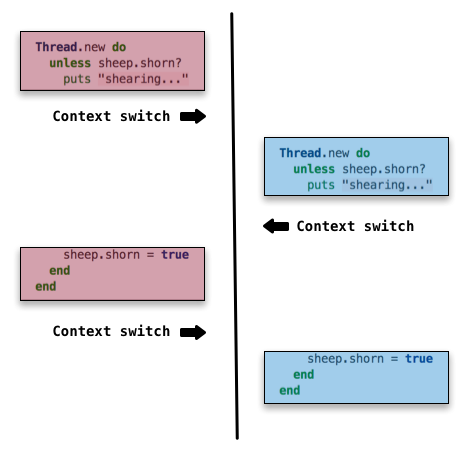 Thread.new do
unless sheep.shorn?
puts "shearing..."
Context switch
Thread.new do
unless sheep.shorn?
puts "shearing..."
Context switch
sheep.shorn = true
end
end
Context switch
sheep.shorn = true
end
end